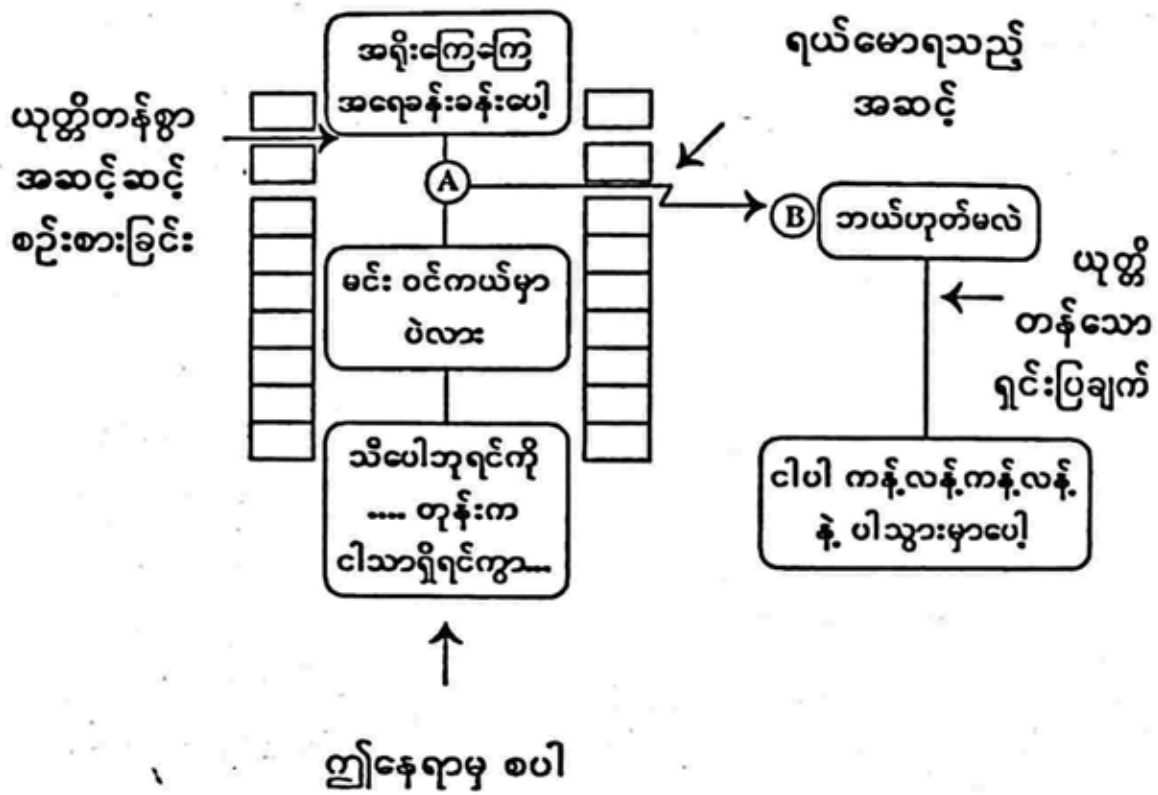 အရိုးကြေကြေ
အရေခန်းခန်းပေါ့
ရယ်မောရသည့်
အဆင့်
ယုတ္တိတန်စွာ
အဆင့်ဆင့်
စဉ်းစားခြင်း
A
B
ဘယ်ဟုတ်မလဲ
မင်း ဝင်ကယ်မှာ
ပဲလား
ယုတ္တိ
တန်သော
ရှင်းပြချက်
သီပေါဘုရင်ကို
.... တုန်းက
ငါသာရှိရင်ကွာ....
ငါပါ ကန့်လန့်ကန့်လန့်
နဲ့ ပါသွားမှာပေါ့
ဤနေရာမှ စပါ